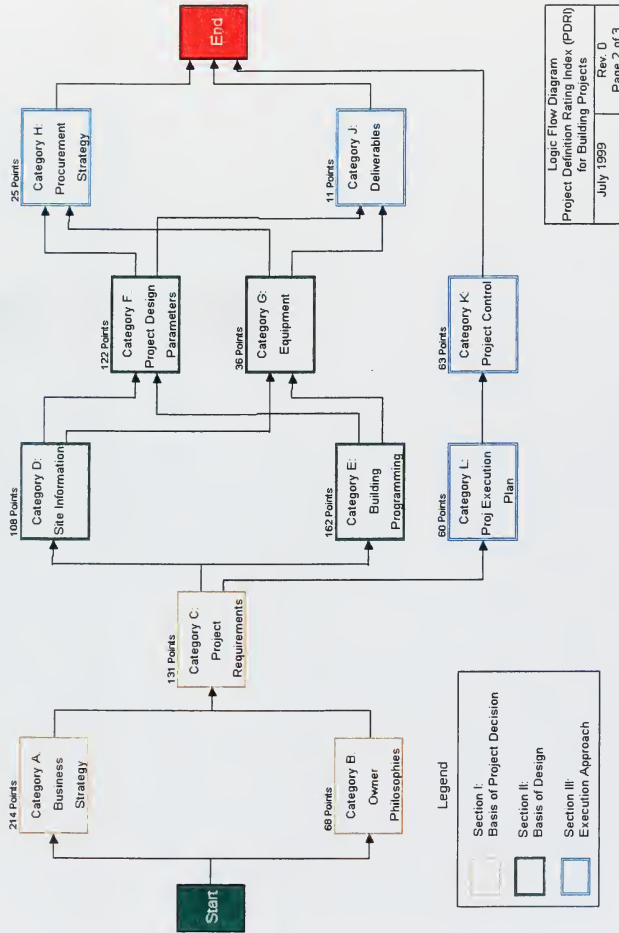 Start
214 Points
Category A:
Business
Strategy
68 Points
Category B:
Owner
Philosophies
131 Points
Category C:
Project
Requirements
108 Points
Category D:
Site Information
162 Points
Category E:
Building
Programming
122 Points
Category F:
Project Design
Parameters
36 Points
Category G:
Equipment
25 Points
Category H:
Procurement
Strategy
11 Points
Category J:
Deliverables
60 Points
Category L:
Proj Execution
Plan
63 Points
Category K:
Project Control
End
Legend
Section I:
Basis of Project Decision
Section II:
Basis of Design
Section III:
Execution Approach
Logic Flow Diagram
Project Definition Rating Index (PDRI)
for Building Projects
July 1999
Rev. 0
Page 2 of 3